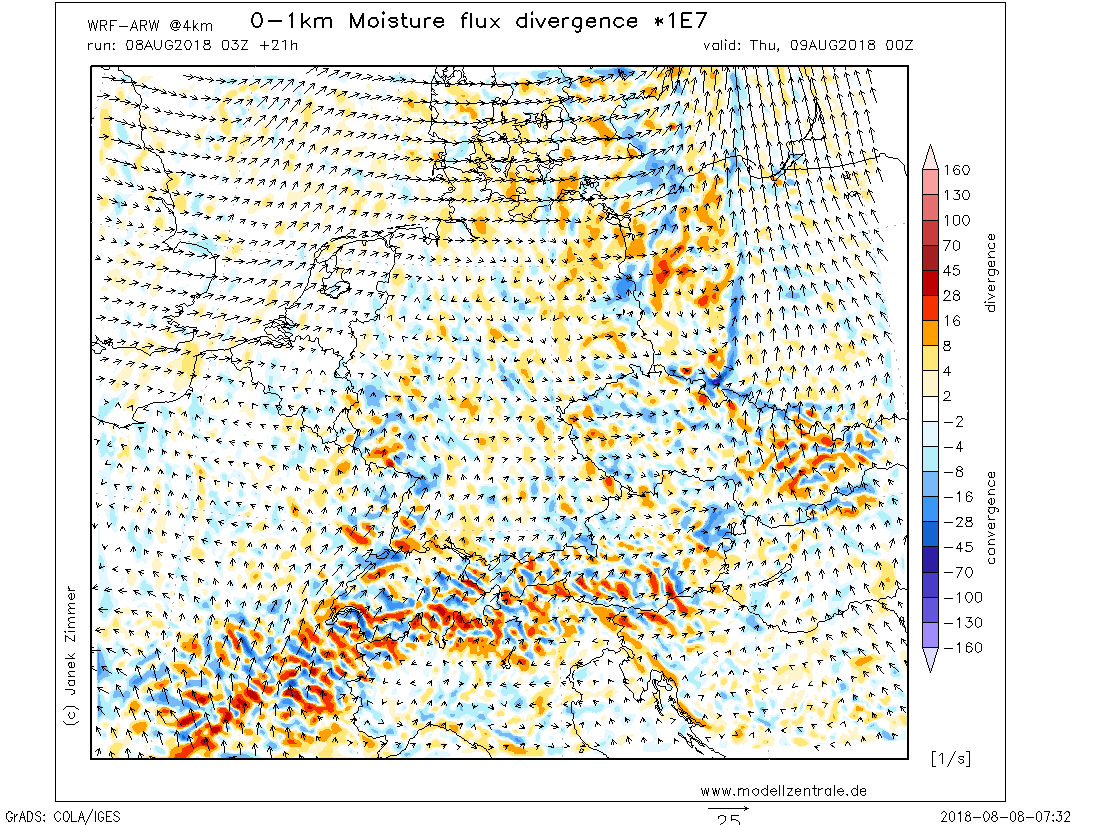 WRF-ARW @4km 0-1km Moisture flux divergence *1E7
run: 08AUG2018 03Z +21h valid: Thu, 09AUG2018 00Z
160
130
100
70
45
28
16
8
4
2
-2
-4
-8
-16
-28
-45
-70
-100
-130
-160
divergence
convergence
(c) Janek Zimmer
[1/s]
www.modellzentrale.de
25
GrADS: COLA/IGES 2018-08-08-07:32